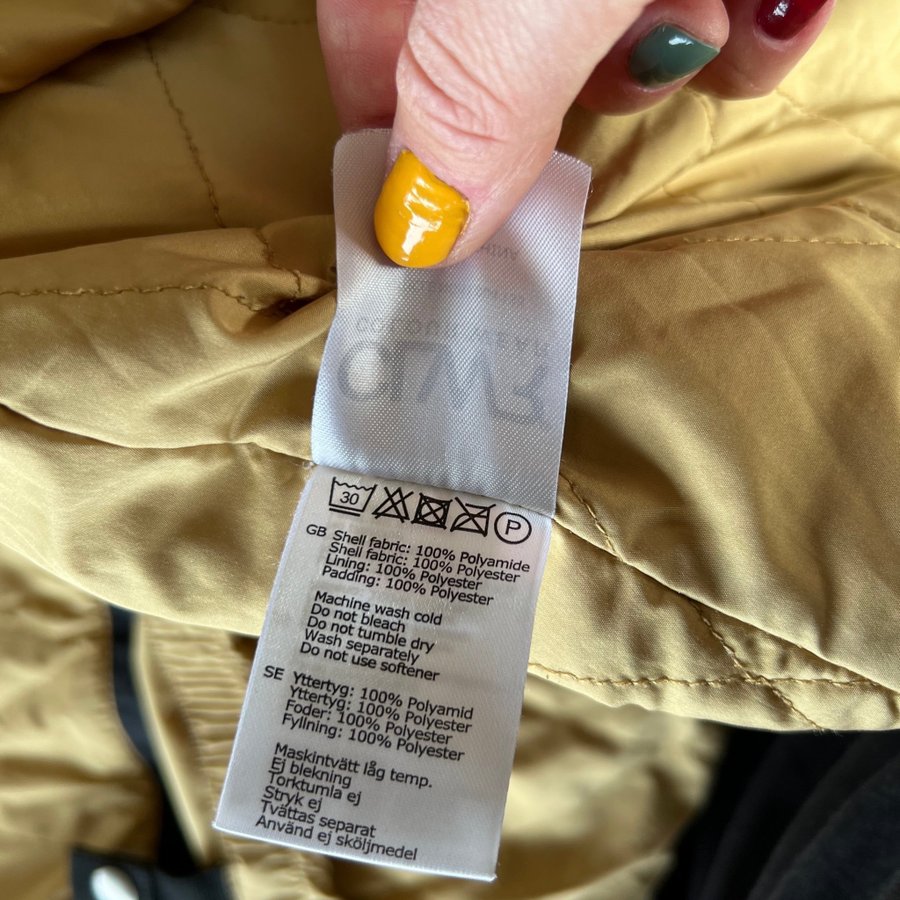 30
P
GB Shell fabric: 100% Polyamide
Shell fabric: 100% Polyester
Lining: 100% Polyester
Padding: 100% Polyester
Machine wash cold
Do not bleach
Do not tumble dry
Wash separately
Do not use softener
SE Yttertyg: 100% Polyamid
Yttertyg: 100% Polyester
Foder: 100% Polyester
Fyllning: 100% Polyester
Maskintvätt låg temp.
Ej blekning
Torktumla ej
Stryk ej
Tvättas separat
Använd ej sköljmedel